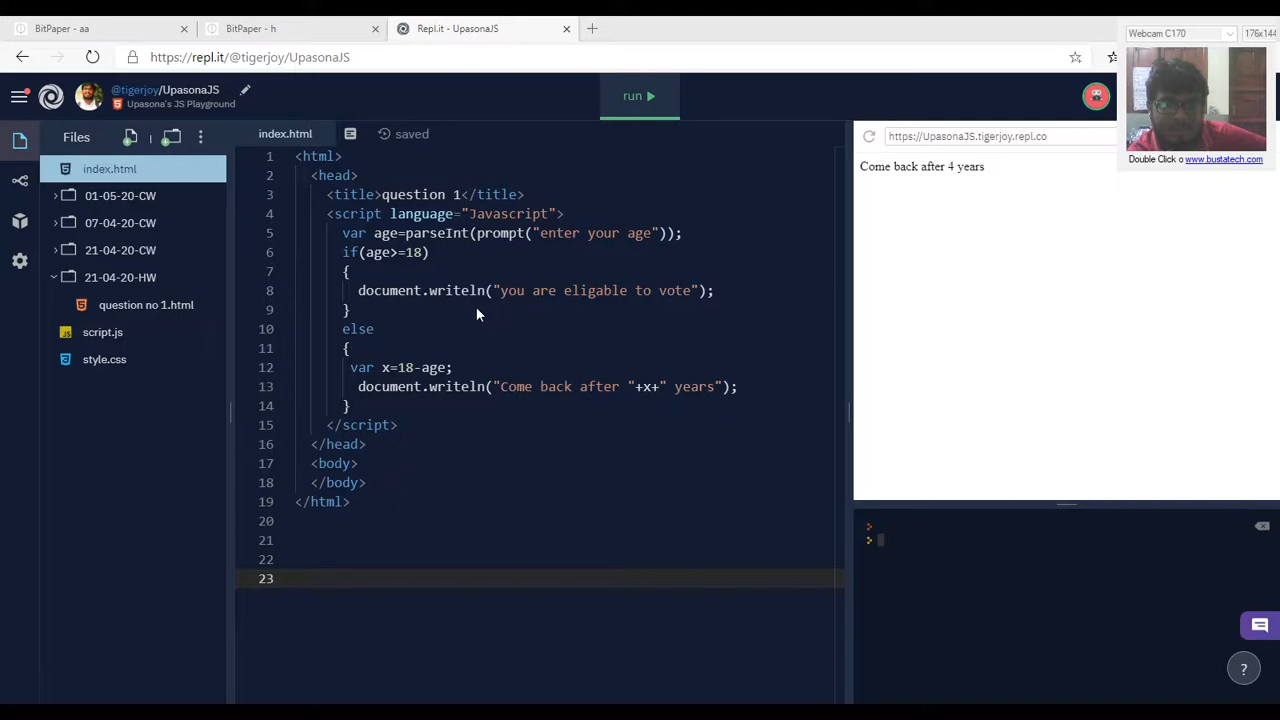 BitPaper - aa
BitPaper - h
Repl.it - UpasonaJS
https://repl.it/@tigerjoy/UpasonaJS
Webcam C170
176x144
Double Click o www.bustatech.com
@tigerjoy/UpasonaJS
Upasona's JS Playground
run
Files
index.html
01-05-20-CW
07-04-20-CW
21-04-20-CW
21-04-20-HW
question no 1.html
script.js
style.css
index.html
saved
1 <html>
2 <head>
3 <title>question 1</title>
4 <script language="Javascript">
5 var age=parseInt(prompt("enter your age"));
6 if(age>=18)
7 {
8 document.writeln("you are eligable to vote");
9 }
10 else
11 {
12 var x=18-age;
13 document.writeln("Come back after "+x+" years");
14 }
15 </script>
16 </head>
17 <body>
18 </body>
19 </html>
20
21
22
23
https://UpasonaJS.tigerjoy.repl.co
Come back after 4 years
>
>
?